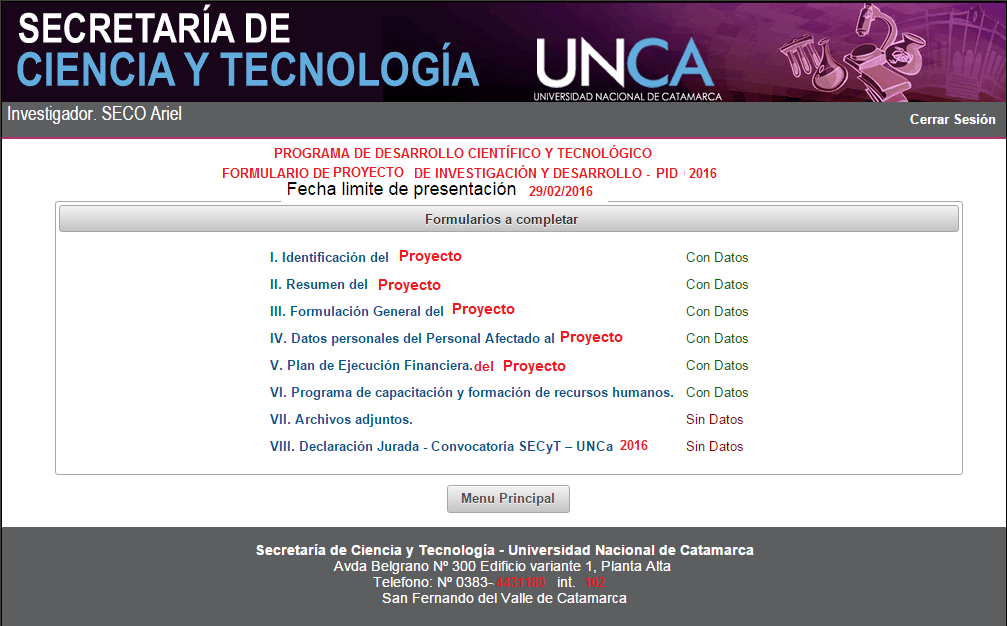 SECRETARÍA DE
CIENCIA Y TECNOLOGÍA
UNCA
UNIVERSIDAD NACIONAL DE CATAMARCA
Investigador. SECO Ariel
Cerrar Sesión
PROGRAMA DE DESARROLLO CIENTÍFICO Y TECNOLÓGICO
FORMULARIO DE PROYECTO DE INVESTIGACIÓN Y DESARROLLO - PID 2016
Fecha limite de presentación 29/02/2016
Formularios a completar
I. Identificación del Proyecto Con Datos
II. Resumen del Proyecto Con Datos
III. Formulación General del Proyecto Con Datos
IV. Datos personales del Personal Afectado al Proyecto Con Datos
V. Plan de Ejecución Financiera. del Proyecto Con Datos
VI. Programa de capacitación y formación de recursos humanos. Con Datos
VII. Archivos adjuntos. Sin Datos
VIII. Declaración Jurada - Convocatoria SECyT – UNCa 2016 Sin Datos
Menu Principal
Secretaría de Ciencia y Tecnología - Universidad Nacional de Catamarca
Avda Belgrano Nº 300 Edificio variante 1, Planta Alta
Telefono: Nº 0383-4431180 int. 102
San Fernando del Valle de Catamarca